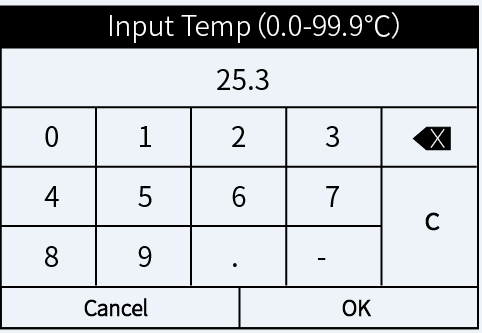 Input Temp (0.0-99.9℃)
25.3
0 1 2 3 X
4 5 6 7 C
8 9 . -
Cancel OK